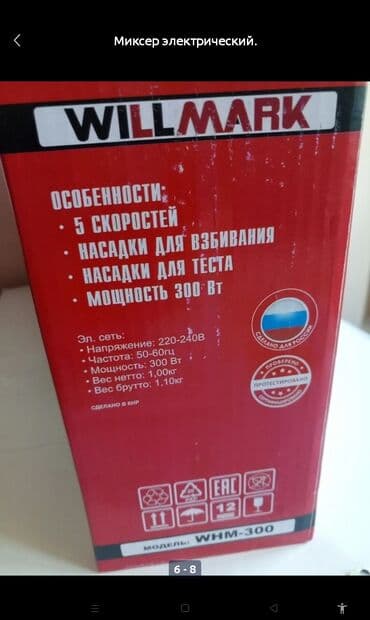 Миксер электрический.
WILLMARK
ОСОБЕННОСТИ:
• 5 СКОРОСТЕЙ
• НАСАДКИ ДЛЯ ВЗБИВАНИЯ
• НАСАДКИ ДЛЯ ТЕСТА
• МОЩНОСТЬ 300 Вт
Эл. сеть:
• Напряжение: 220-240В
• Частота: 50-60гц
• Мощность: 300 Вт
• Вес нетто: 1,00кг
• Вес брутто: 1,10кг
СДЕЛАНО В КНР
СДЕЛАНО ДЛЯ РОССИИ
ПРОВЕРЕНО
ПРОТЕСТИРОВАНО
EAC
12
МОДЕЛЬ: WHM-300
6 - 8